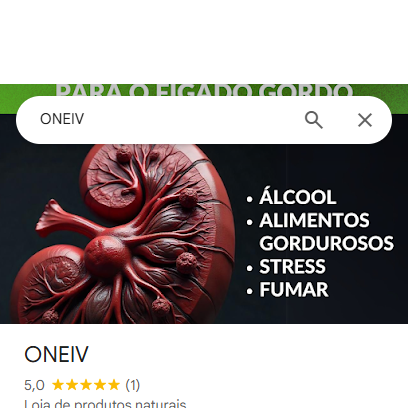 PARA O FÍGADO GORDO
ONEIV
• ÁLCOOL
• ALIMENTOS
GORDUROSOS
• STRESS
• FUMAR
ONEIV
5,0 ★★★★★ (1)
Loja de produtos naturais